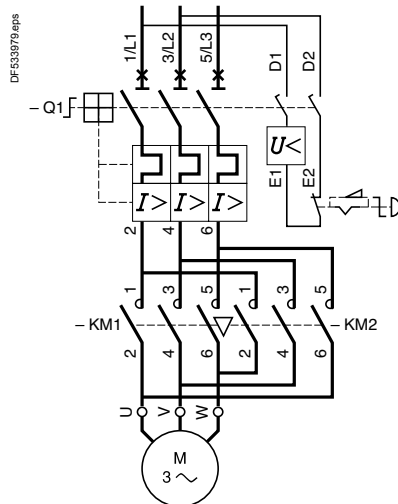 DF533979.eps
1/L1 3/L2 5/L3 D1 D2
– Q1
U<
E1 E2
I> I> I>
2 4 6
1 3 5 1 3 5
– KM1 – KM2
2 4 6 2 4 6
U V W
M
3 ~